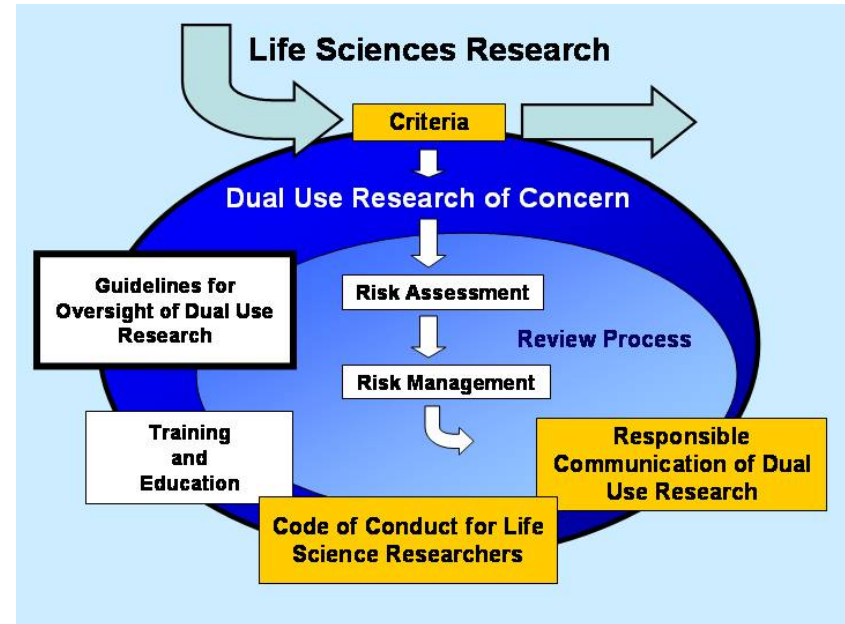 Life Sciences Research
Criteria
Dual Use Research of Concern
Guidelines for
Oversight of Dual Use
Research
Risk Assessment
Review Process
Risk Management
Training
and
Education
Responsible
Communication of Dual
Use Research
Code of Conduct for Life
Science Researchers